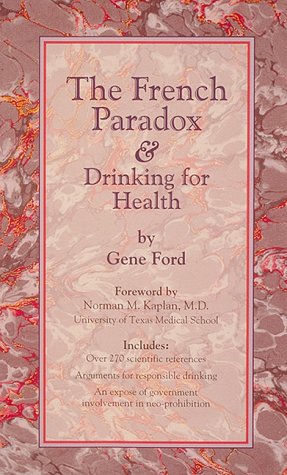 The French
Paradox
&
Drinking for
Health
by
Gene Ford
Foreword by
Norman M. Kaplan, M.D.
University of Texas Medical School
Includes:
Over 270 scientific references
Arguments for responsible drinking
An expose of government
involvement in neo-prohibition